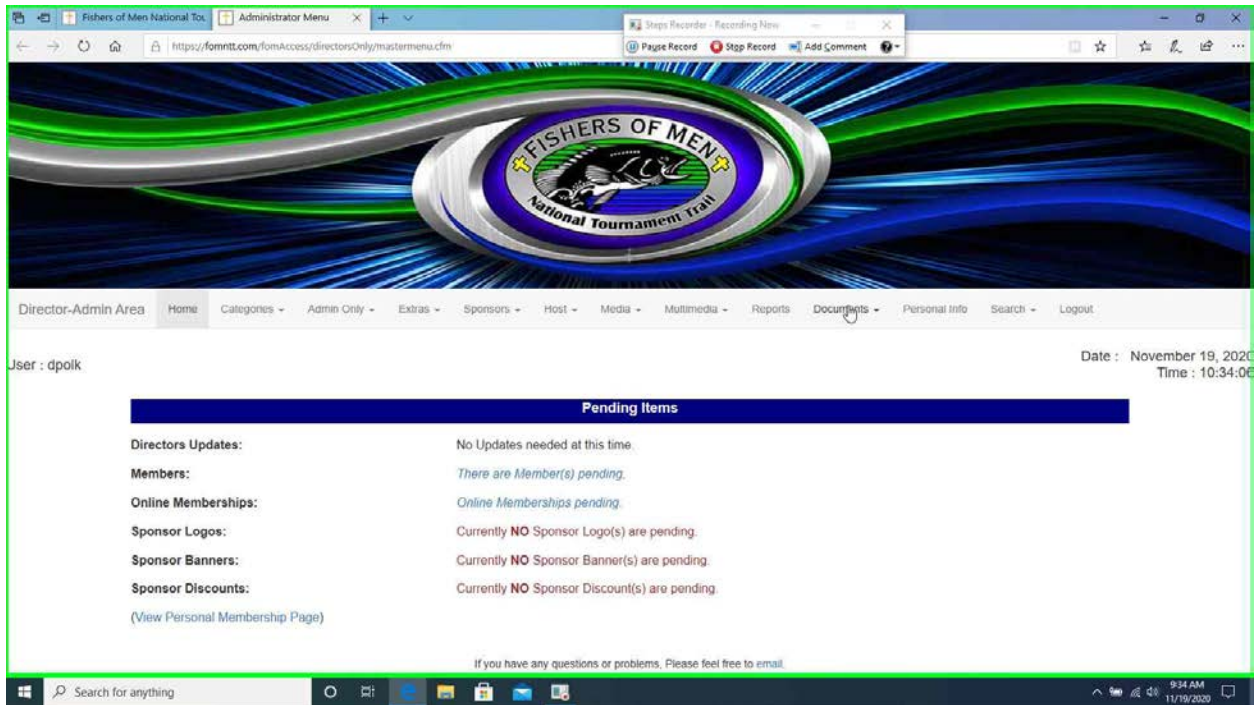 Fishers of Men National Tou
Administrator Menu
Steps Recorder - Recording Now
https://fomntt.com/fomAccess/directorsOnly/mastermenu.cfm
Pause Record Stop Record Add Comment
FISHERS OF MEN
National Tournament Trail
Director-Admin Area Home Categories Admin Only Extras Sponsors Host Media Multimedia Reports Documents Personal Info Search Logout
User : dpolk
Date : November 19, 2020
Time : 10:34:06
Pending Items
Directors Updates: No Updates needed at this time.
Members: There are Member(s) pending.
Online Memberships: Online Memberships pending.
Sponsor Logos: Currently NO Sponsor Logo(s) are pending.
Sponsor Banners: Currently NO Sponsor Banner(s) are pending.
Sponsor Discounts: Currently NO Sponsor Discount(s) are pending.
(View Personal Membership Page)
If you have any questions or problems, Please feel free to email.
Search for anything
9:34 AM
11/19/2020